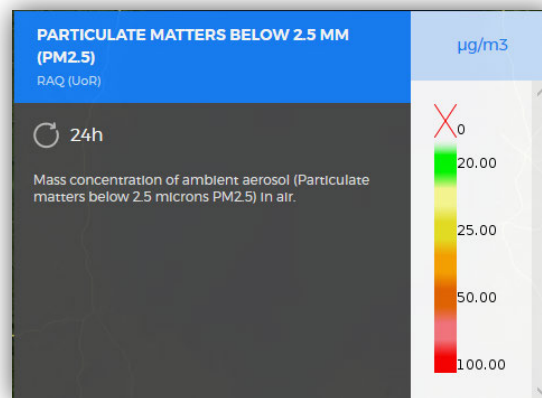 PARTICULATE MATTERS BELOW 2.5 MM
(PM2.5)
RAQ (UoR)
24h
Mass concentration of ambient aerosol (Particulate
matters below 2.5 microns PM2.5) in air.
µg/m3
0
20.00
25.00
50.00
100.00